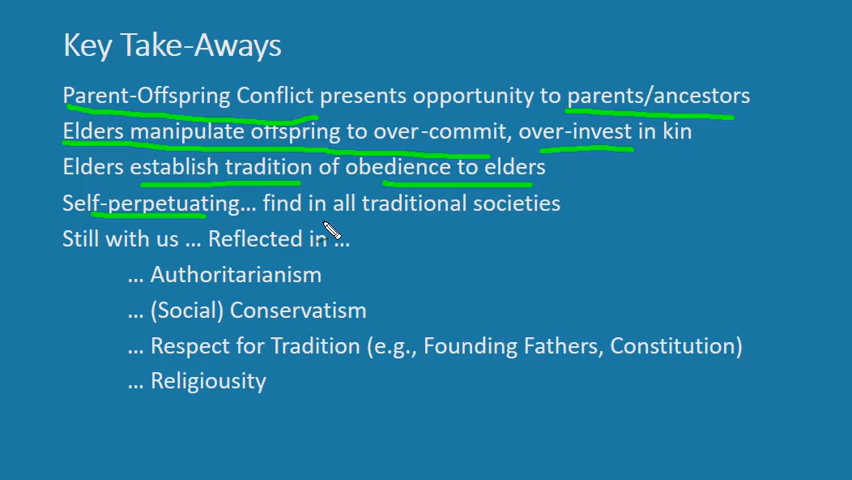 Key Take-Aways
Parent-Offspring Conflict presents opportunity to parents/ancestors
Elders manipulate offspring to over-commit, over-invest in kin
Elders establish tradition of obedience to elders
Self-perpetuating... find in all traditional societies
Still with us ... Reflected in ...
... Authoritarianism
... (Social) Conservatism
... Respect for Tradition (e.g., Founding Fathers, Constitution)
... Religiousity